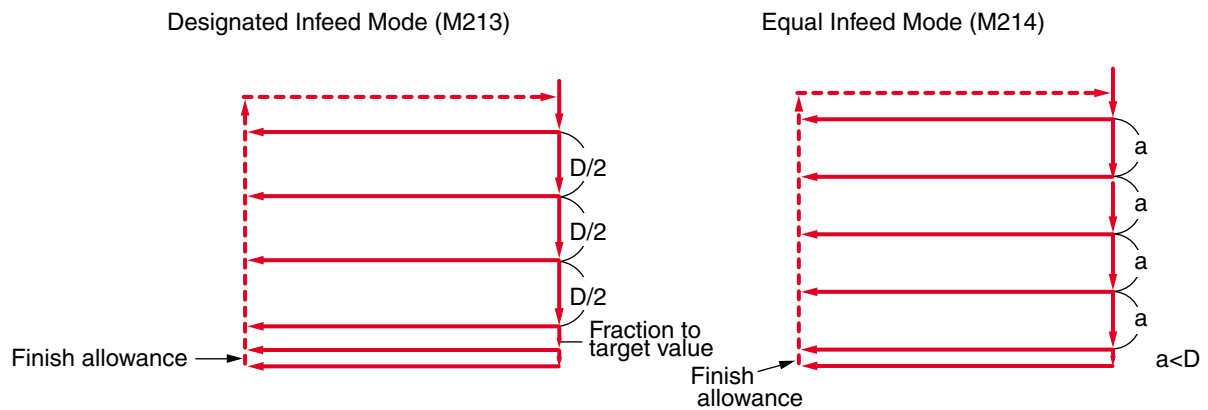 Designated Infeed Mode (M213)
D/2
D/2
D/2
Fraction to
target value
Finish allowance
Equal Infeed Mode (M214)
a
a
a
a
a<D
Finish
allowance